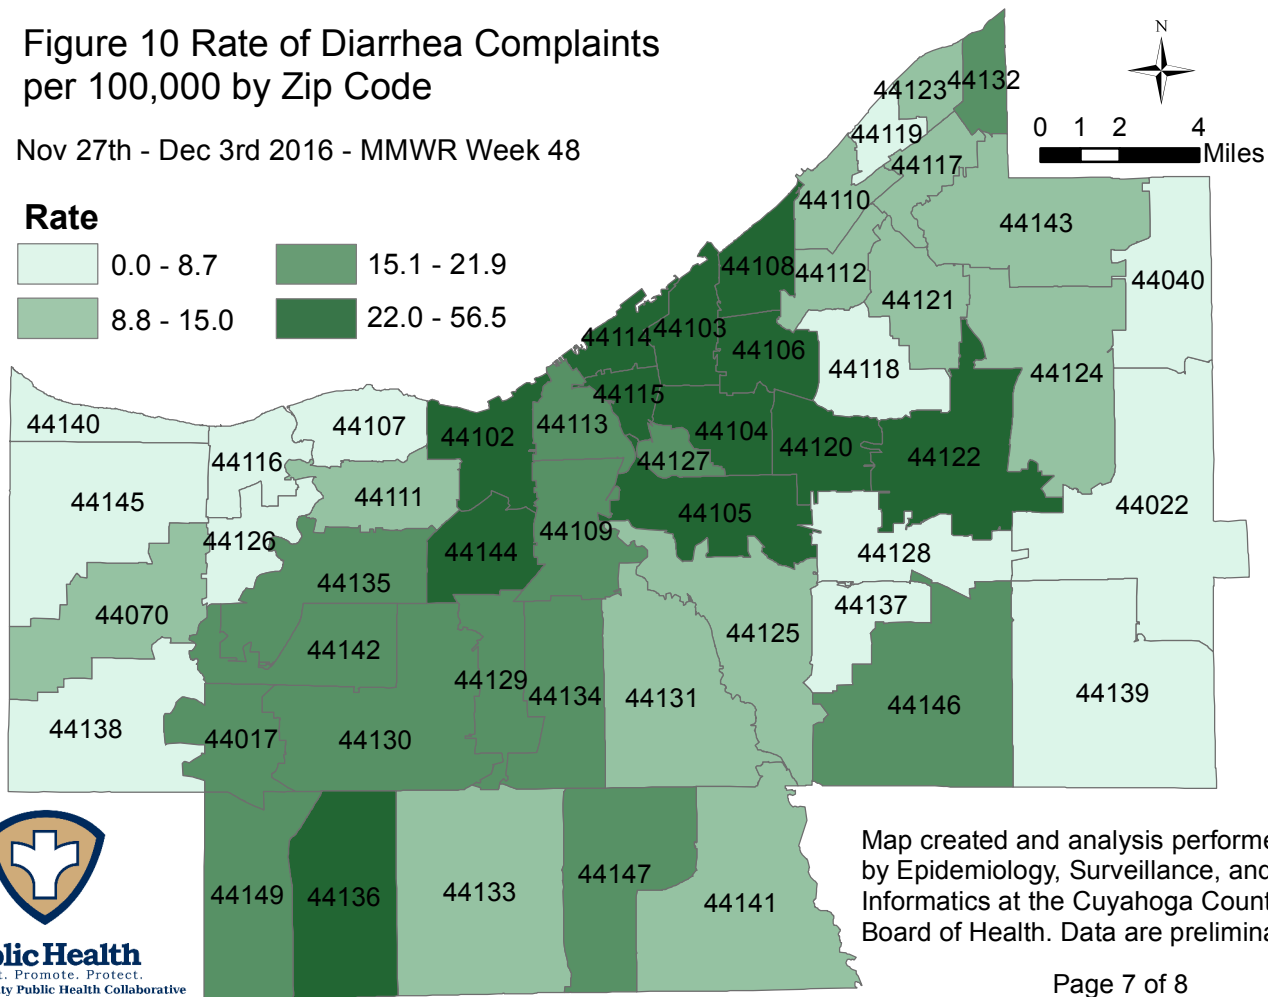 Figure 10 Rate of Diarrhea Complaints
per 100,000 by Zip Code
Nov 27th - Dec 3rd 2016 - MMWR Week 48
Rate
0.0 - 8.7
15.1 - 21.9
8.8 - 15.0
22.0 - 56.5
N
0 1 2 4
Miles
44132
44123
44119
44117
44110
44143
44108
44112
44040
44121
44103
44114
44106
44118
44124
44115
44140
44107
44102
44113
44104
44120
44122
44116
44127
44145
44111
44022
44105
44109
44126
44144
44128
44135
44137
44070
44125
44142
44129
44134
44131
44139
44146
44138
44017
44130
44147
44133
44149
44136
44141
Map created and analysis performe
by Epidemiology, Surveillance, and
Informatics at the Cuyahoga Count
Board of Health. Data are prelimina
Page 7 of 8
blic Health
t. Promote. Protect.
ty Public Health Collaborative